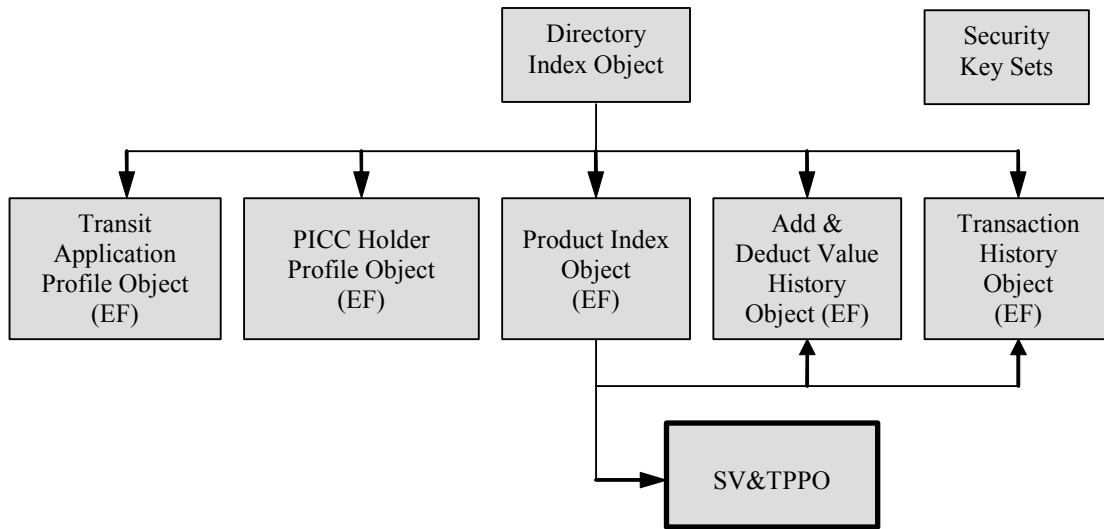 Directory
Index Object
Security
Key Sets
Transit
Application
Profile Object
(EF)
PICC Holder
Profile Object
(EF)
Product Index
Object
(EF)
Add &
Deduct Value
History
Object (EF)
Transaction
History
Object
(EF)
SV&TPPO